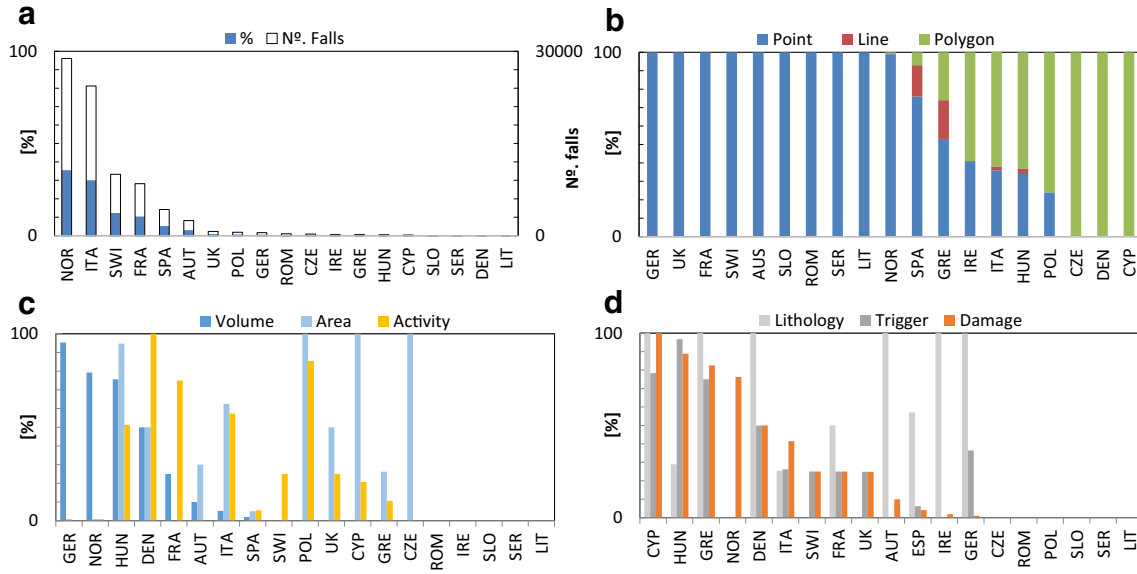 a
% Nº. Falls
100
30000
[%]
Nº. falls
0
0
NOR ITA SWI FRA SPA AUT UK POL GER ROM CZE IRE GRE HUN CYP SLO SER DEN LIT
b
Point Line Polygon
100
[%]
0
GER UK FRA SWI AUS SLO ROM SER LIT NOR SPA GRE IRE ITA HUN POL CZE DEN CYP
c
Volume Area Activity
100
[%]
0
GER NOR HUN DEN FRA AUT ITA SPA SWI POL UK CYP GRE CZE ROM IRE SLO SER LIT
d
Lithology Trigger Damage
100
[%]
0
CYP HUN GRE NOR DEN ITA SWI FRA UK AUT ESP IRE GER CZE ROM POL SLO SER LIT